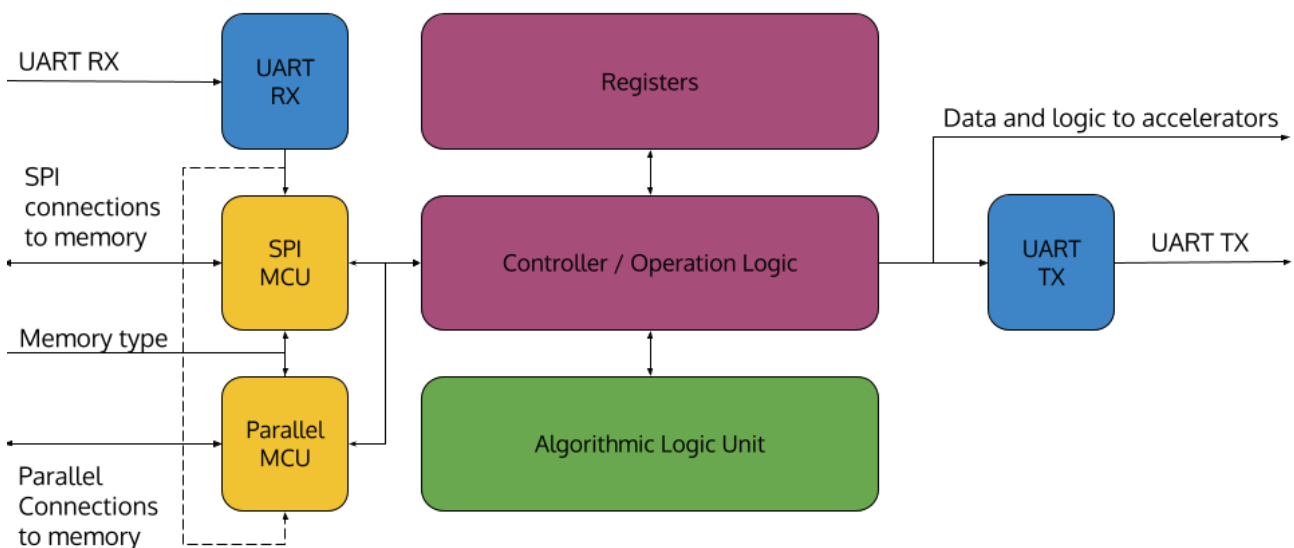 UART RX
UART
RX
Registers
Data and logic to accelerators
SPI
connections
to memory
SPI
MCU
Controller / Operation Logic
UART
TX
UART TX
Memory type
Parallel
MCU
Algorithmic Logic Unit
Parallel
Connections
to memory